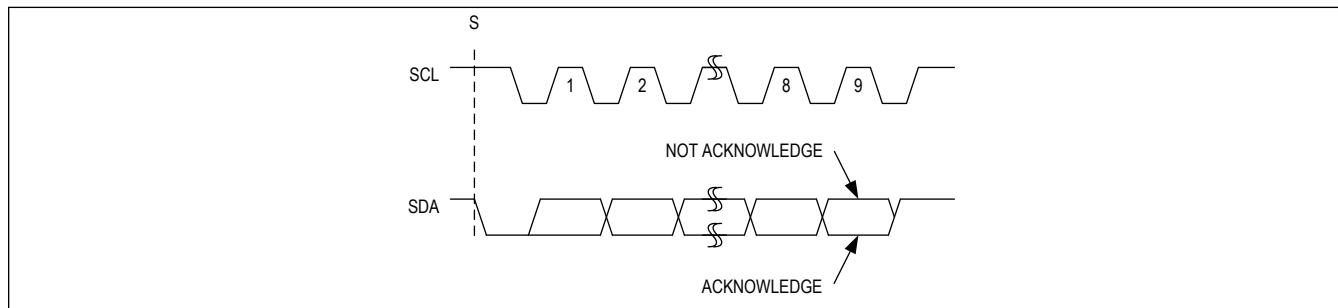 S
SCL
1 2 8 9
NOT ACKNOWLEDGE
SDA
ACKNOWLEDGE